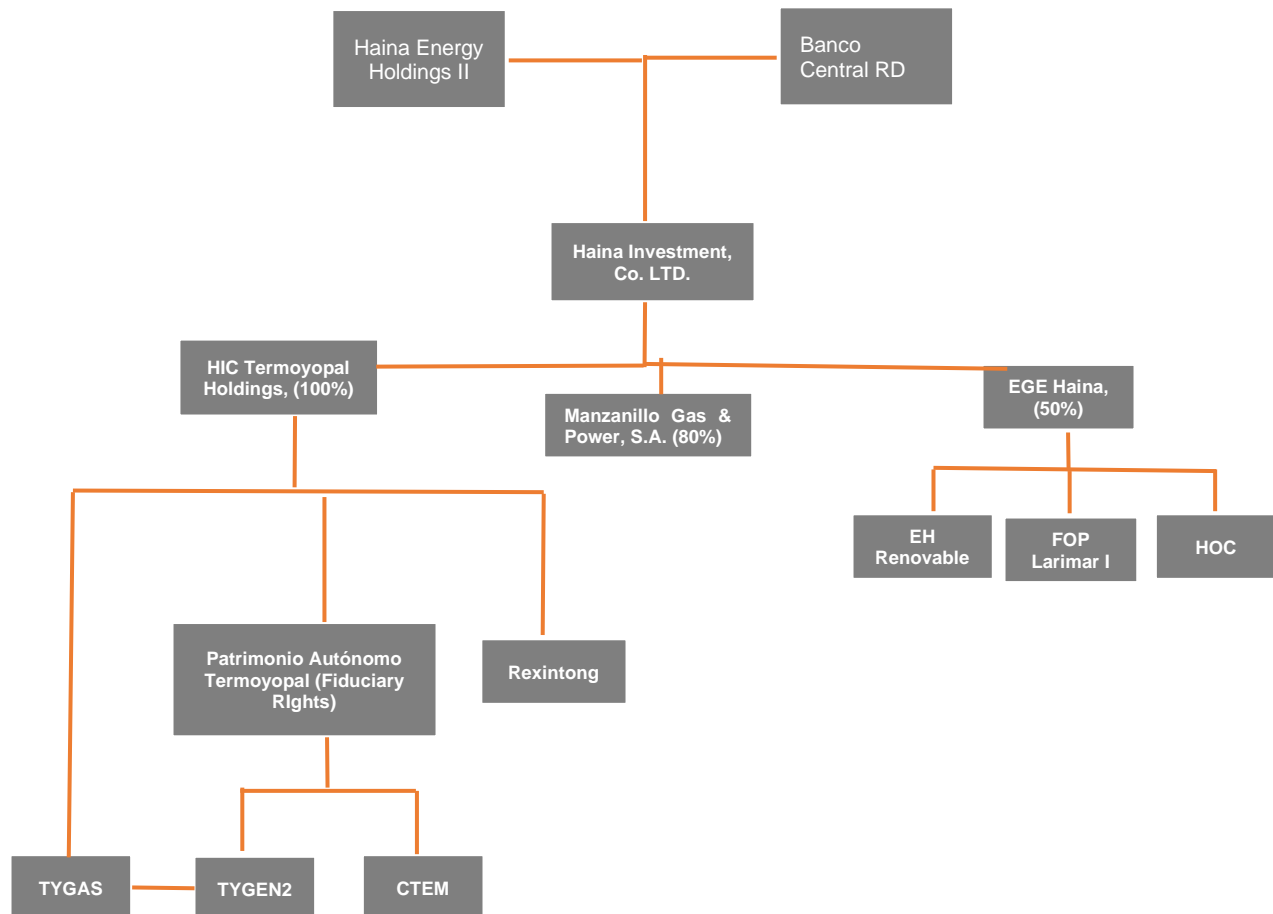 Haina Energy
Holdings II
Banco
Central RD
Haina Investment,
Co. LTD.
HIC Termoyopal
Holdings, (100%)
Manzanillo Gas &
Power, S.A. (80%)
EGE Haina,
(50%)
EH
Renovable
FOP
Larimar I
HOC
Patrimonio Autónomo
Termoyopal (Fiduciary
RIghts)
Rexintong
TYGAS
TYGEN2
CTEM